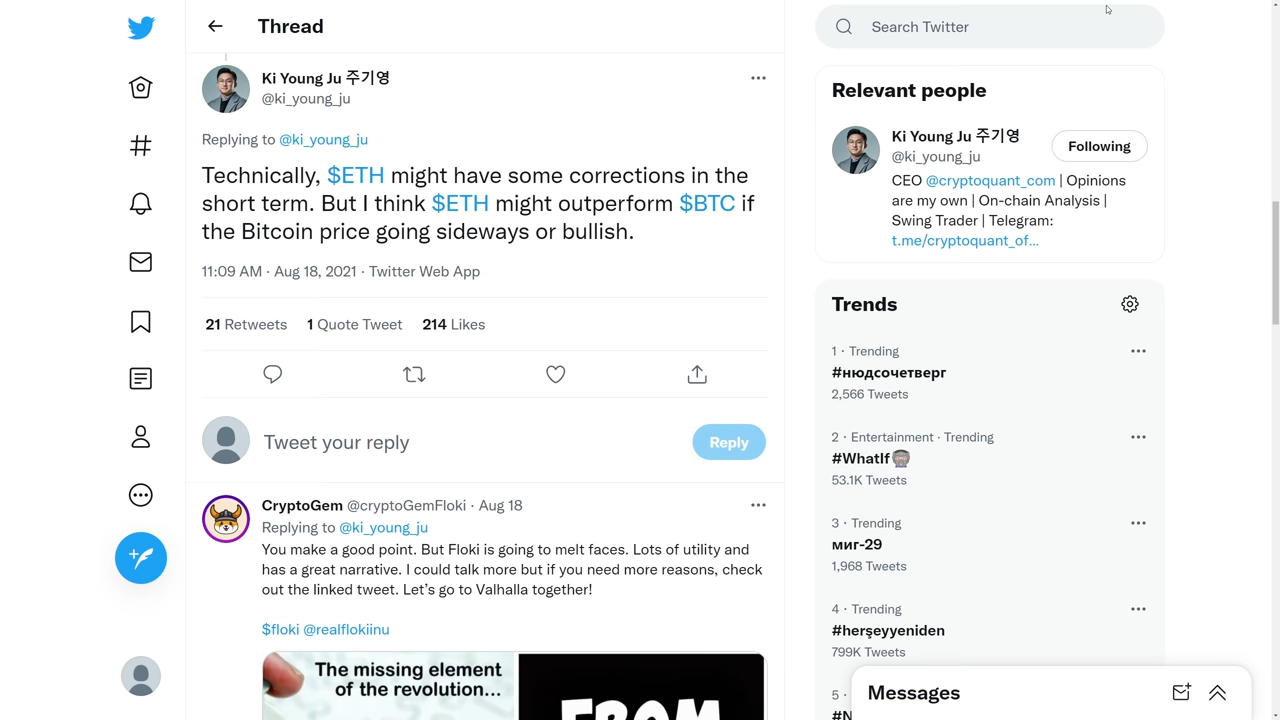 Thread
Ki Young Ju 주기영
@ki_young_ju
Replying to @ki_young_ju
Technically, $ETH might have some corrections in the
short term. But I think $ETH might outperform $BTC if
the Bitcoin price going sideways or bullish.
11:09 AM · Aug 18, 2021 · Twitter Web App
21 Retweets 1 Quote Tweet 214 Likes
Tweet your reply
Reply
CryptoGem @cryptoGemFloki · Aug 18
Replying to @ki_young_ju
You make a good point. But Floki is going to melt faces. Lots of utility and
has a great narrative. I could talk more but if you need more reasons, check
out the linked tweet. Let’s go to Valhalla together!
$floki @realflokiinu
The missing element
of the revolution...
FROM
Search Twitter
Relevant people
Ki Young Ju 주기영
@ki_young_ju
Following
CEO @cryptoquant_com | Opinions
are my own | On-chain Analysis |
Swing Trader | Telegram:
t.me/cryptoquant_of...
Trends
1 · Trending
#нюдсочетверг
2,566 Tweets
2 · Entertainment · Trending
#WhatIf
53.1K Tweets
3 · Trending
миг-29
1,968 Tweets
4 · Trending
#herşeyyeniden
799K Tweets
5 ·
#N
Messages